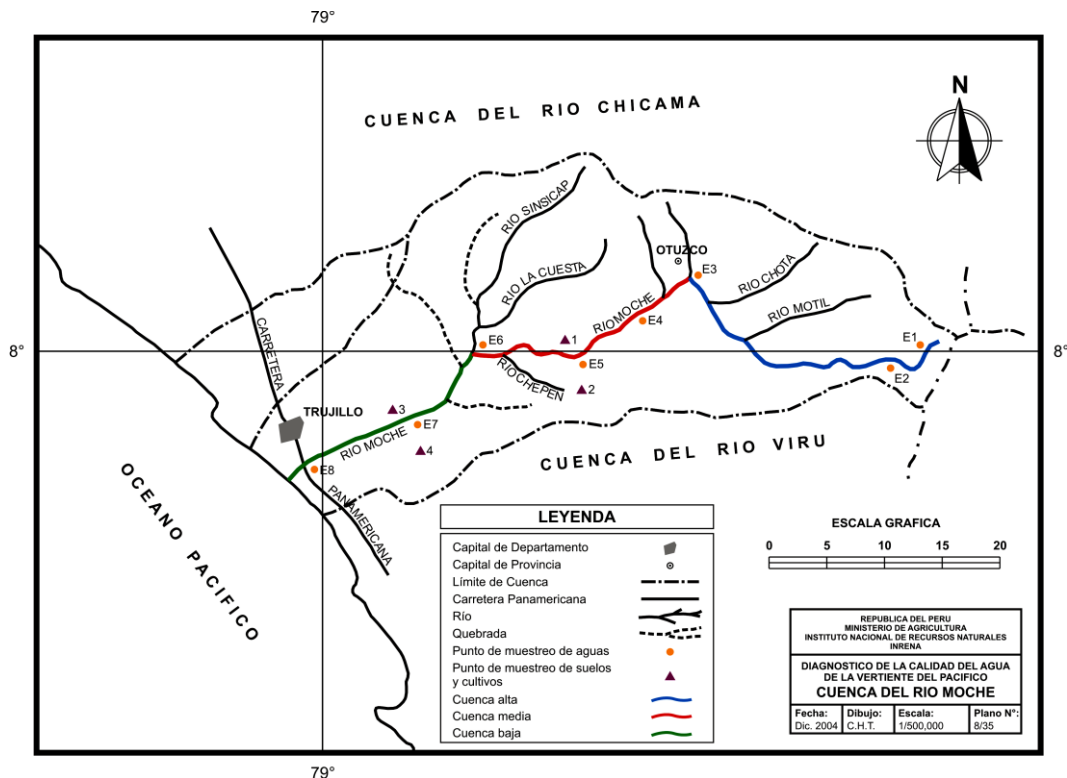 79°
CUENCA DEL RIO CHICAMA
N
RIO SINSICAP
OTUZCO
RIO LA CUESTA
E3
RIO CHOTA
RIO MOCHE
RIO MOTIL
CARRETERA
E4
E6
1
E1
8°
8°
E5
E2
RIO CHEPEN
2
TRUJILLO
3
E7
RIO MOCHE
4
CUENCA DEL RIO VIRU
E8
PANAMERICANA
OCEANO PACIFICO
LEYENDA
Capital de Departamento
Capital de Provincia
Límite de Cuenca
Carretera Panamericana
Río
Quebrada
Punto de muestreo de aguas
Punto de muestreo de suelos
y cultivos
Cuenca alta
Cuenca media
Cuenca baja
ESCALA GRAFICA
0 5 10 15 20
REPUBLICA DEL PERU
MINISTERIO DE AGRICULTURA
INSTITUTO NACIONAL DE RECURSOS NATURALES
INRENA
DIAGNOSTICO DE LA CALIDAD DEL AGUA
DE LA VERTIENTE DEL PACIFICO
CUENCA DEL RIO MOCHE
Fecha: Dibujo: Escala: Plano N°:
Dic. 2004 C.H.T. 1/500,000 8/35
79°